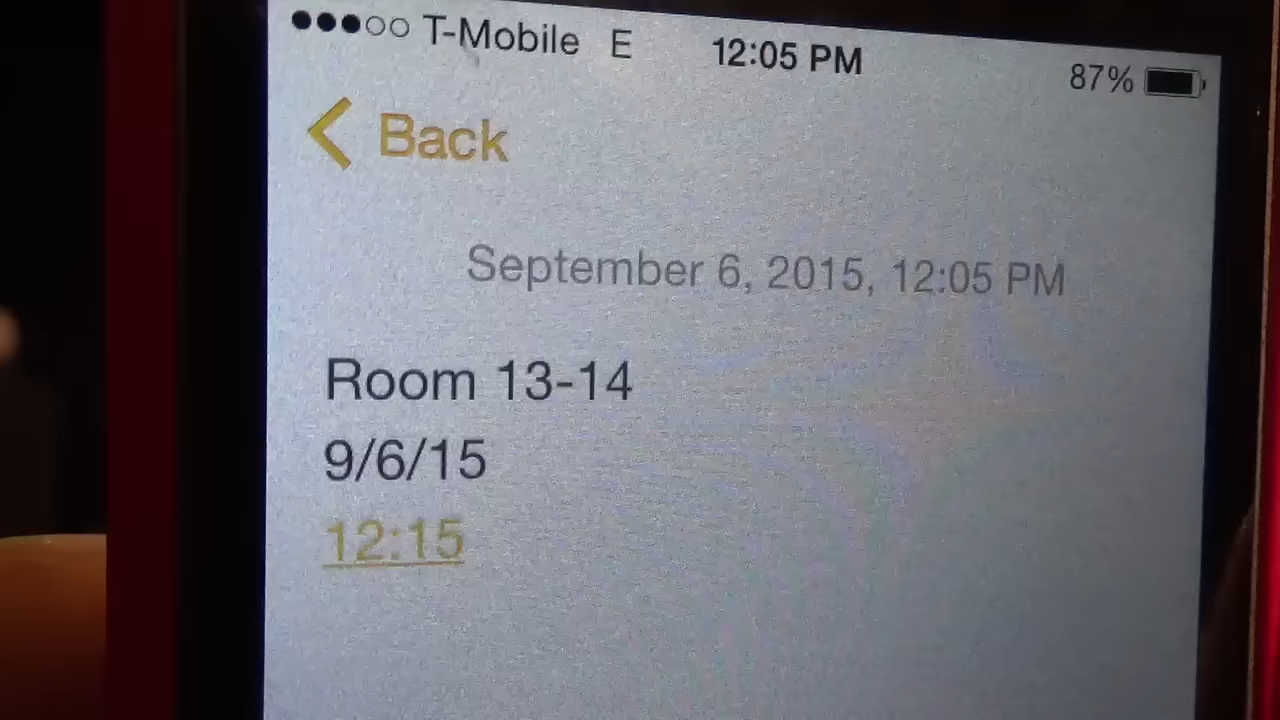 T-Mobile E 12:05 PM 87%
Back
September 6, 2015, 12:05 PM
Room 13-14
9/6/15
12:15